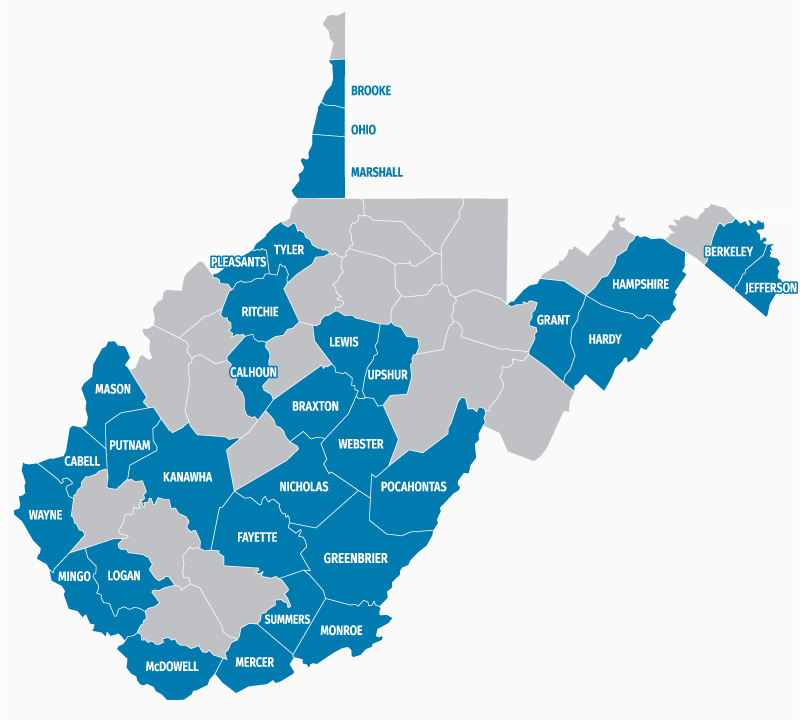 BROOKE
OHIO
MARSHALL
TYLER
PLEASANTS
BERKELEY
HAMPSHIRE
JEFFERSON
RITCHIE
GRANT
HARDY
LEWIS
CALHOUN
UPSHUR
MASON
BRAXTON
PUTNAM
WEBSTER
CABELL
KANAWHA
NICHOLAS
POCAHONTAS
WAYNE
FAYETTE
GREENBRIER
MINGO
LOGAN
SUMMERS
MONROE
McDOWELL
MERCER